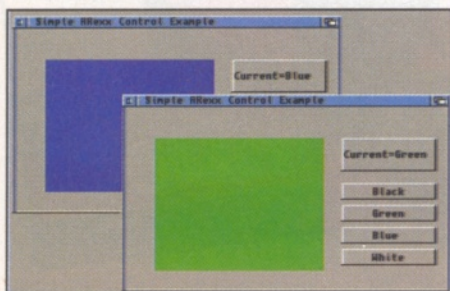 Simple ARexx Control Example
Current=Blue
Simple ARexx Control Example
Current=Green
Black
Green
Blue
White